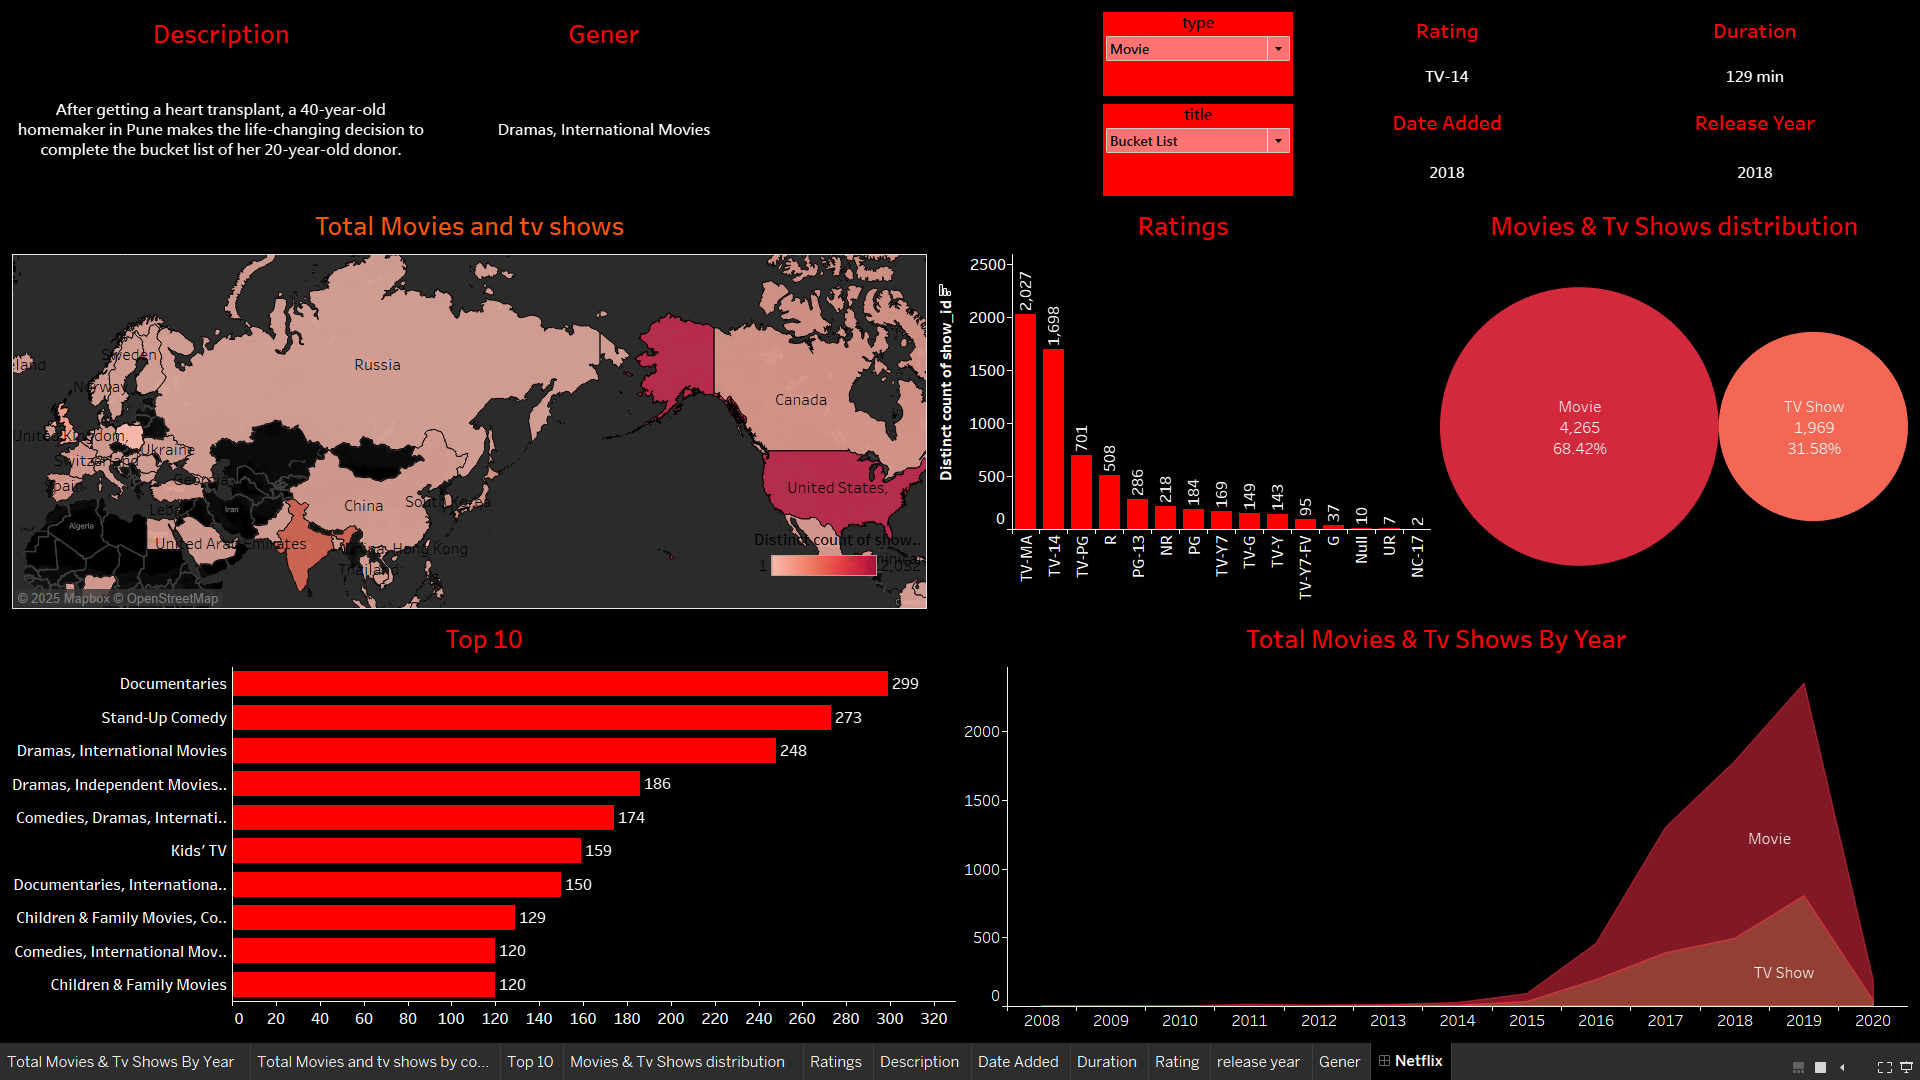 Description
Gener
After getting a heart transplant, a 40-year-old
homemaker in Pune makes the life-changing decision to
complete the bucket list of her 20-year-old donor.
Dramas, International Movies
type
Movie
title
Bucket List
Rating
TV-14
Duration
129 min
Date Added
2018
Release Year
2018
Total Movies and tv shows
Russia
Canada
Sweden
Norway
United Kingdom,
Ukraine
Switzerland
Georgia
Spain
Iran
Algeria
China
South Korea
United Arab Emirates
Hong Kong
Thailand
United States,
Distinct count of show..
1
2,032
© 2025 Mapbox © OpenStreetMap
Ratings
Distinct count of show_id
2500
2000
1500
1000
500
0
2,027
1,698
701
508
286
218
184
169
149
143
95
37
10
7
2
TV-MA
TV-14
TV-PG
R
PG-13
NR
PG
TV-Y7
TV-G
TV-Y
TV-Y7-FV
G
Null
UR
NC-17
Movies & Tv Shows distribution
Movie
4,265
68.42%
TV Show
1,969
31.58%
Top 10
Documentaries 299
Stand-Up Comedy 273
Dramas, International Movies 248
Dramas, Independent Movies.. 186
Comedies, Dramas, Internati.. 174
Kids’ TV 159
Documentaries, Internationa.. 150
Children & Family Movies, Co.. 129
Comedies, International Mov.. 120
Children & Family Movies 120
0 20 40 60 80 100 120 140 160 180 200 220 240 260 280 300 320
Total Movies & Tv Shows By Year
2000
1500
1000
500
0
Movie
TV Show
2008 2009 2010 2011 2012 2013 2014 2015 2016 2017 2018 2019 2020
Total Movies & Tv Shows By Year
Total Movies and tv shows by co...
Top 10
Movies & Tv Shows distribution
Ratings
Description
Date Added
Duration
Rating
release year
Gener
Netflix